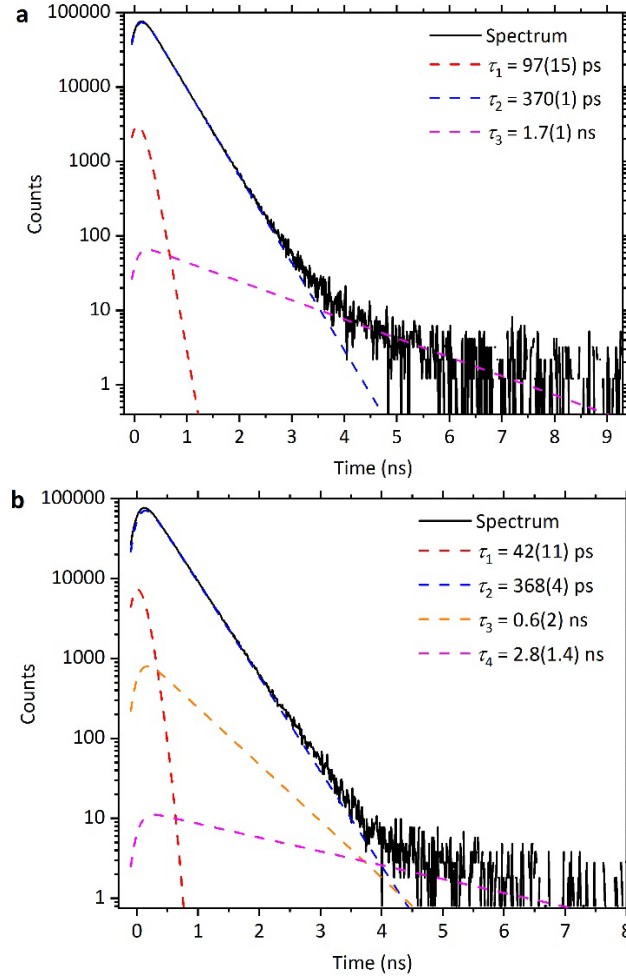 a
100000
10000
1000
100
10
1
Counts
Spectrum
τ1 = 97(15) ps
τ2 = 370(1) ps
τ3 = 1.7(1) ns
0 1 2 3 4 5 6 7 8 9
Time (ns)
b
100000
10000
1000
100
10
1
Counts
Spectrum
τ1 = 42(11) ps
τ2 = 368(4) ps
τ3 = 0.6(2) ns
τ4 = 2.8(1.4) ns
0 1 2 3 4 5 6 7 8
Time (ns)